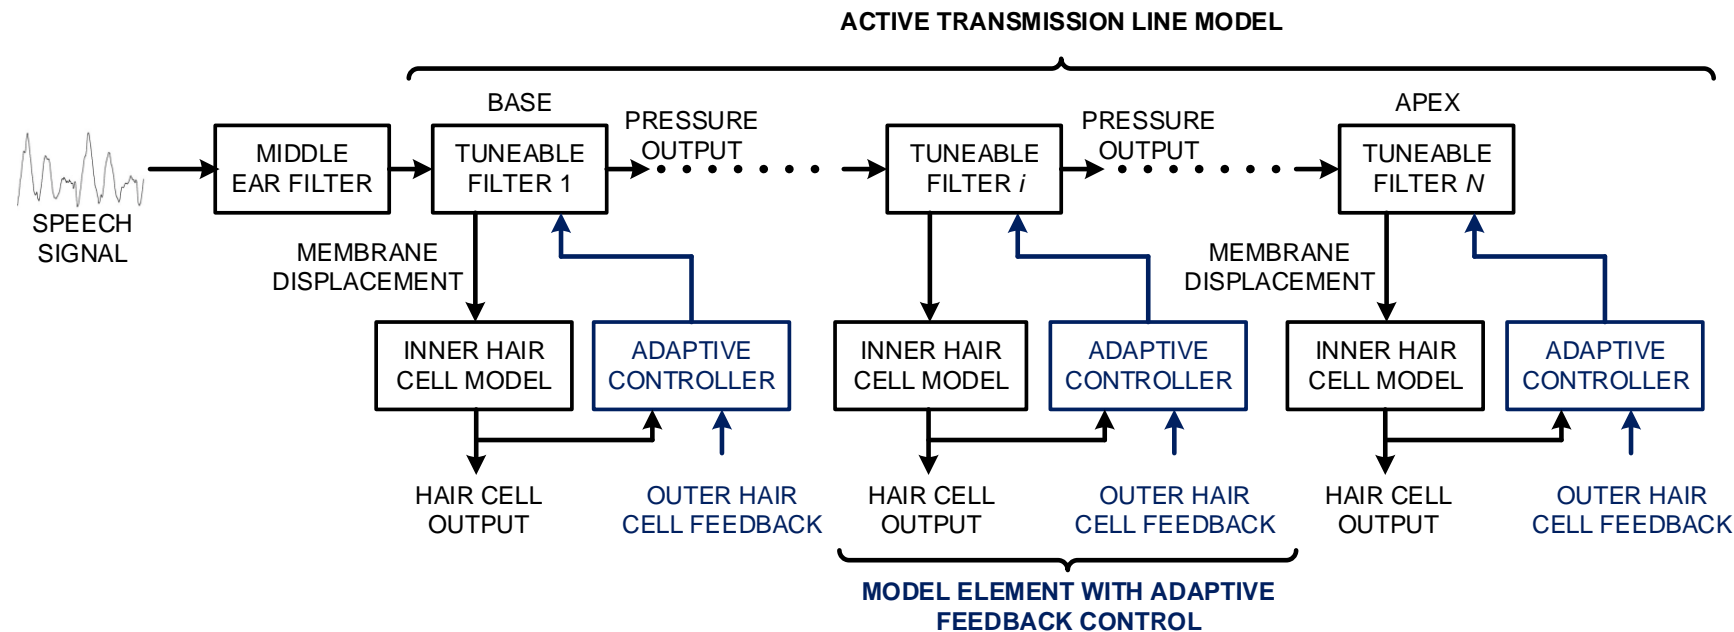 ACTIVE TRANSMISSION LINE MODEL
BASE
APEX
PRESSURE
OUTPUT
PRESSURE
OUTPUT
MIDDLE
EAR FILTER
TUNEABLE
FILTER 1
TUNEABLE
FILTER i
TUNEABLE
FILTER N
SPEECH
SIGNAL
MEMBRANE
DISPLACEMENT
MEMBRANE
DISPLACEMENT
INNER HAIR
CELL MODEL
ADAPTIVE
CONTROLLER
INNER HAIR
CELL MODEL
ADAPTIVE
CONTROLLER
INNER HAIR
CELL MODEL
ADAPTIVE
CONTROLLER
HAIR CELL
OUTPUT
OUTER HAIR
CELL FEEDBACK
HAIR CELL
OUTPUT
OUTER HAIR
CELL FEEDBACK
HAIR CELL
OUTPUT
OUTER HAIR
CELL FEEDBACK
MODEL ELEMENT WITH ADAPTIVE
FEEDBACK CONTROL